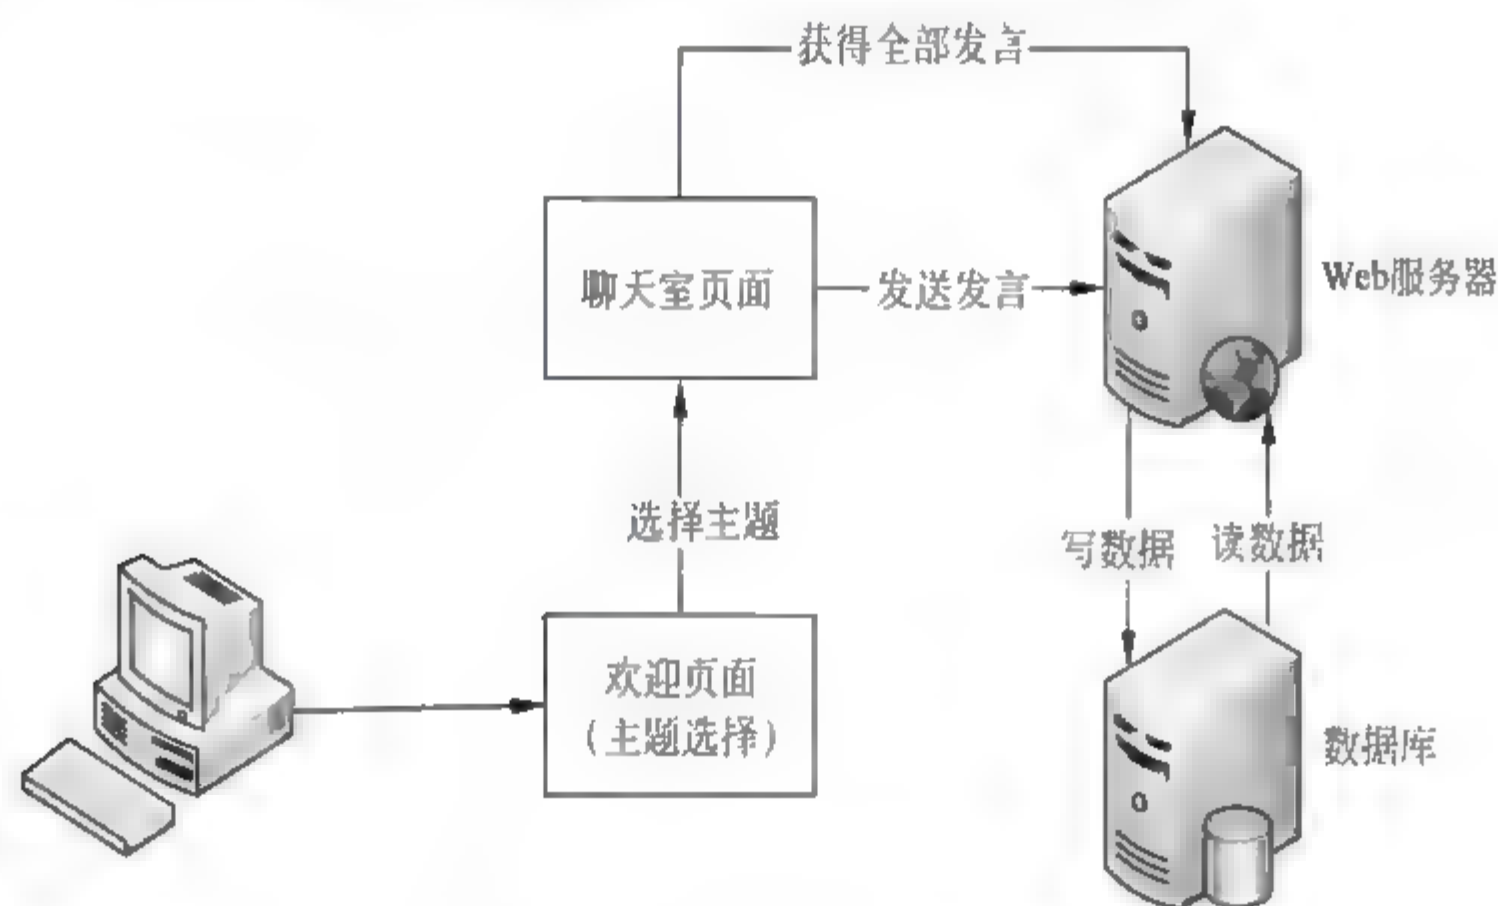 获得全部发言
聊天室页面
发送发言
Web服务器
选择主题
写数据
读数据
欢迎页面
（主题选择）
数据库